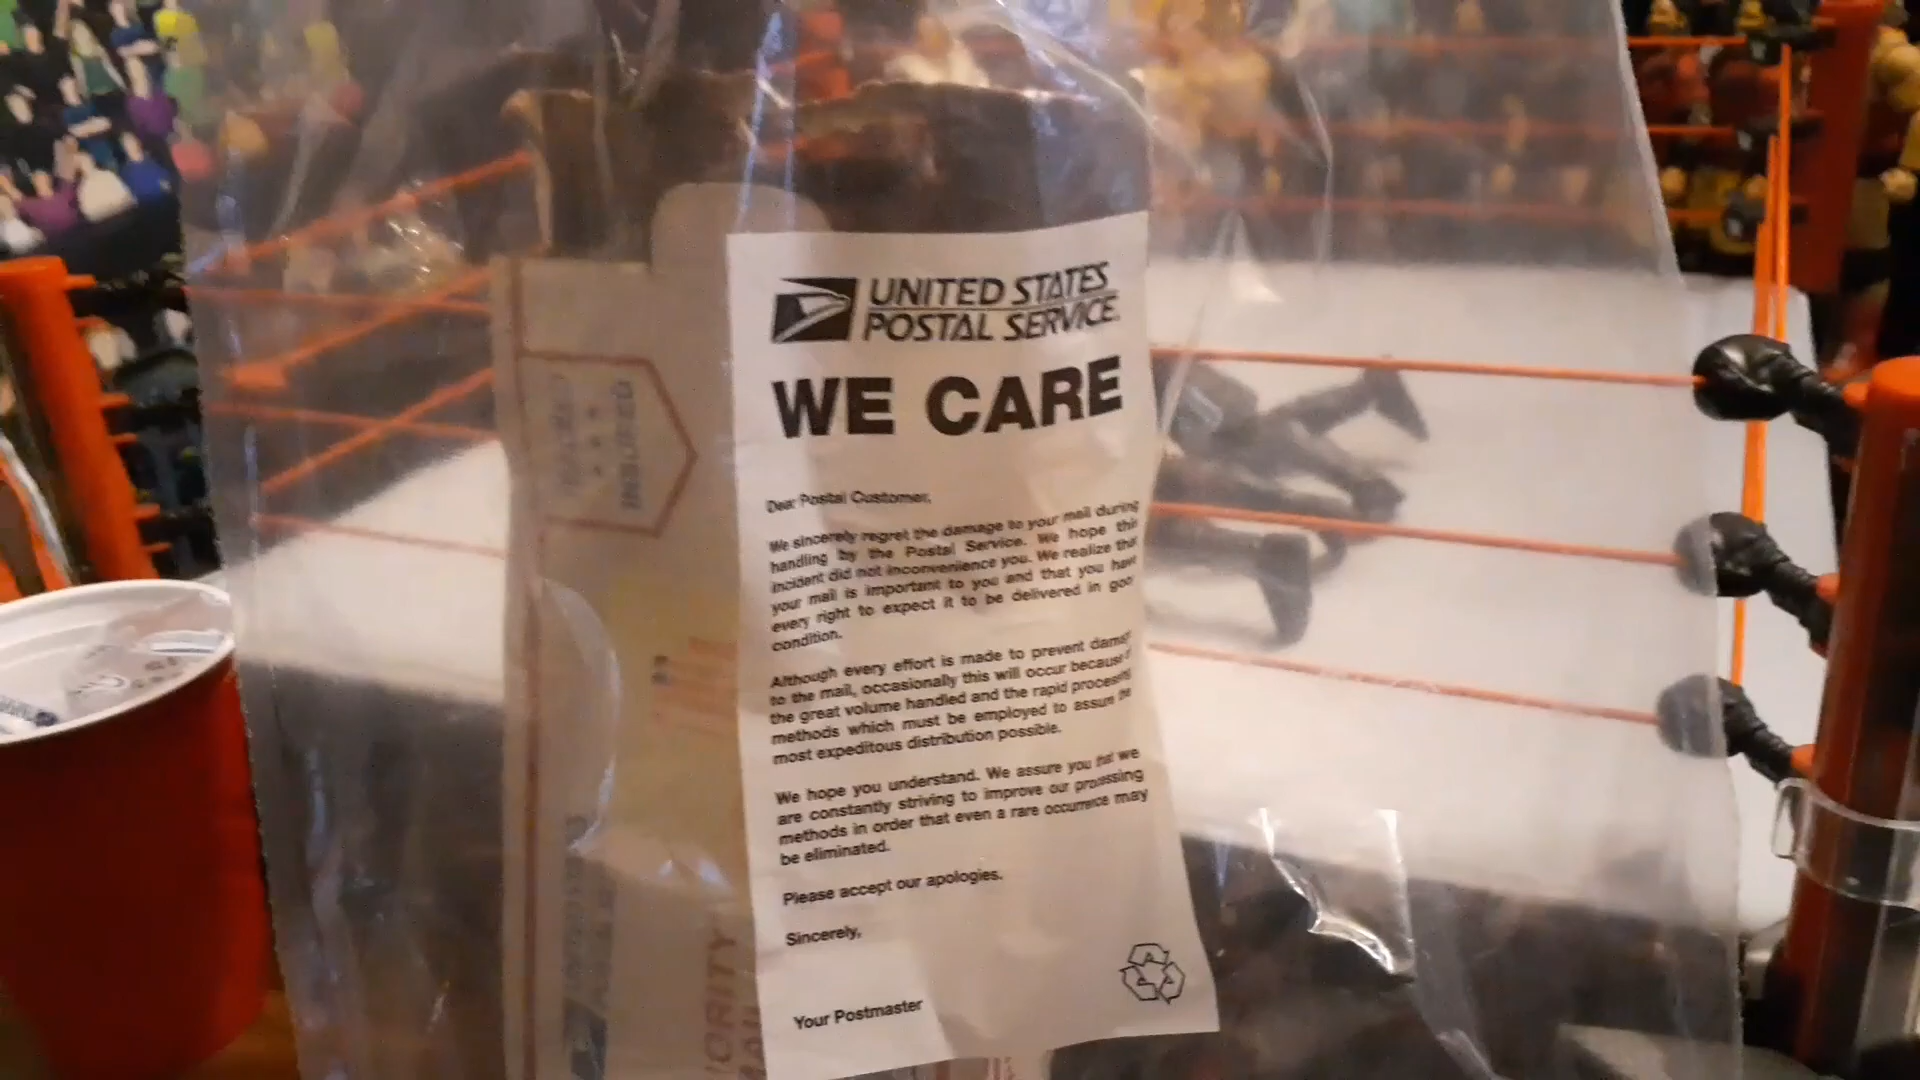 UNITED STATES
POSTAL SERVICE
WE CARE
Dear Postal Customer,
We sincerely regret the damage to your mail during
handling by the Postal Service. We hope this
incident did not inconvenience you. We realize that
your mail is important to you and that you have
every right to expect it to be delivered in good
condition.
Although every effort is made to prevent damage
to the mail, occasionally this will occur because of
the great volume handled and the rapid processing
methods which must be employed to assure the
most expeditous distribution possible.
We hope you understand. We assure you that we
are constantly striving to improve our processing
methods in order that even a rare occurrence may
be eliminated.
Please accept our apologies.
Sincerely,
Your Postmaster
INSURED